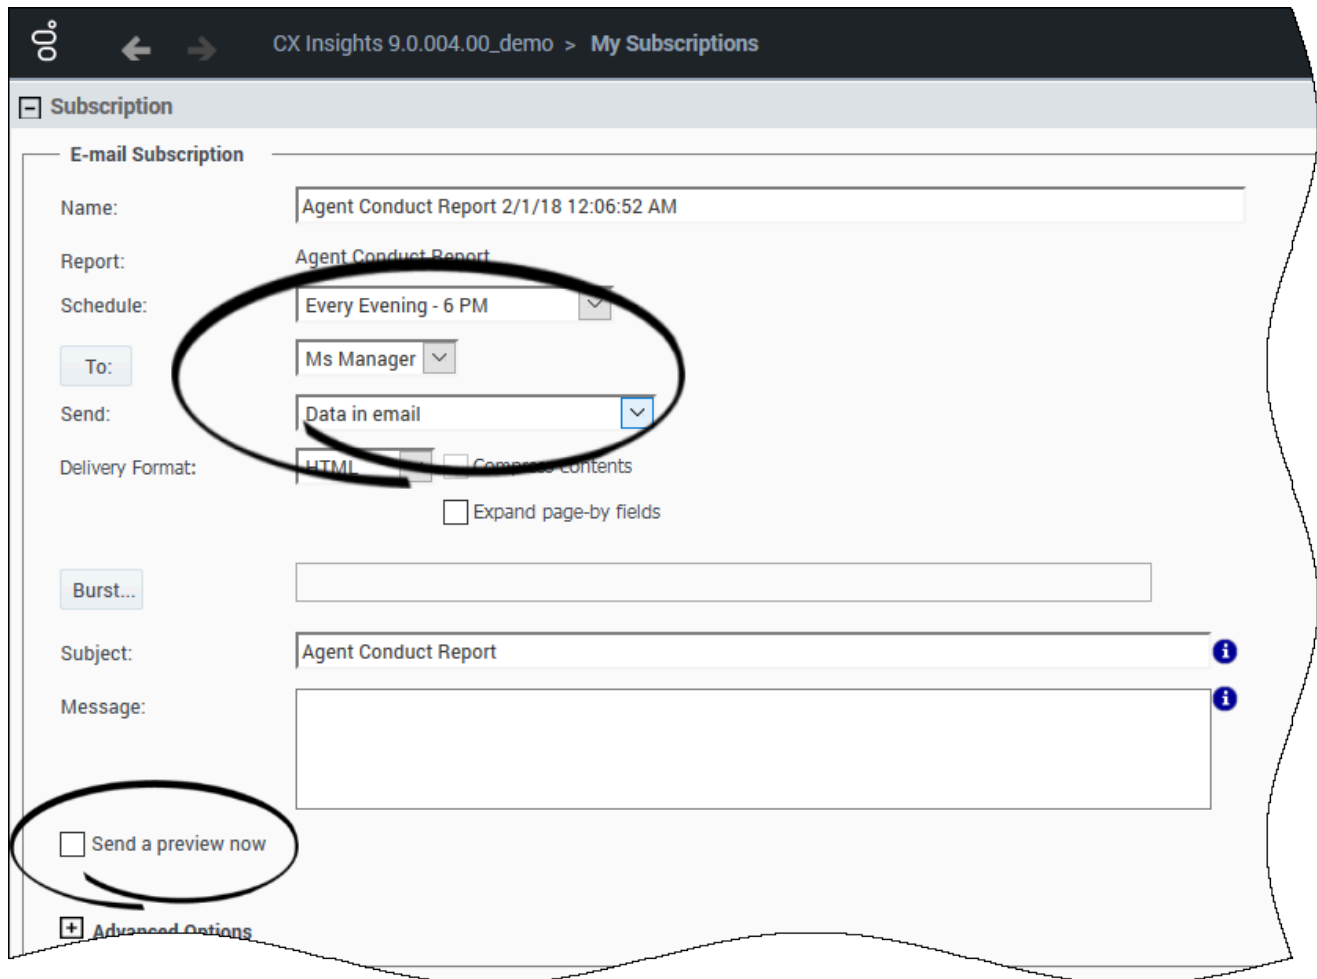 CX Insights 9.0.004.00_demo > My Subscriptions
Subscription
E-mail Subscription
Name: Agent Conduct Report 2/1/18 12:06:52 AM
Report: Agent Conduct Report
Schedule: Every Evening - 6 PM
To: Ms Manager
Send: Data in email
Delivery Format: HTML Compress contents
Expand page-by fields
Burst...
Subject: Agent Conduct Report
Message:
Send a preview now
Advanced Options